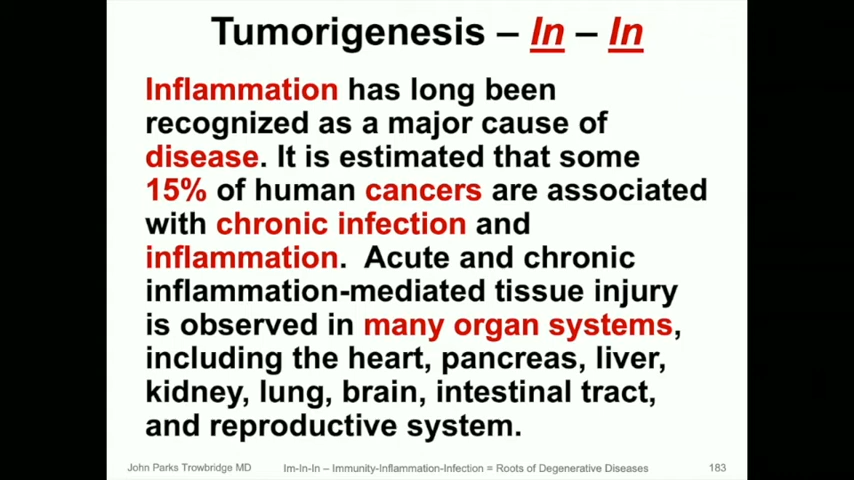 Tumorigenesis – In – In
Inflammation has long been
recognized as a major cause of
disease. It is estimated that some
15% of human cancers are associated
with chronic infection and
inflammation.  Acute and chronic
inflammation-mediated tissue injury
is observed in many organ systems,
including the heart, pancreas, liver,
kidney, lung, brain, intestinal tract,
and reproductive system.
John Parks Trowbridge MD
Im-In-In – Immunity-Inflammation-Infection = Roots of Degenerative Diseases
183